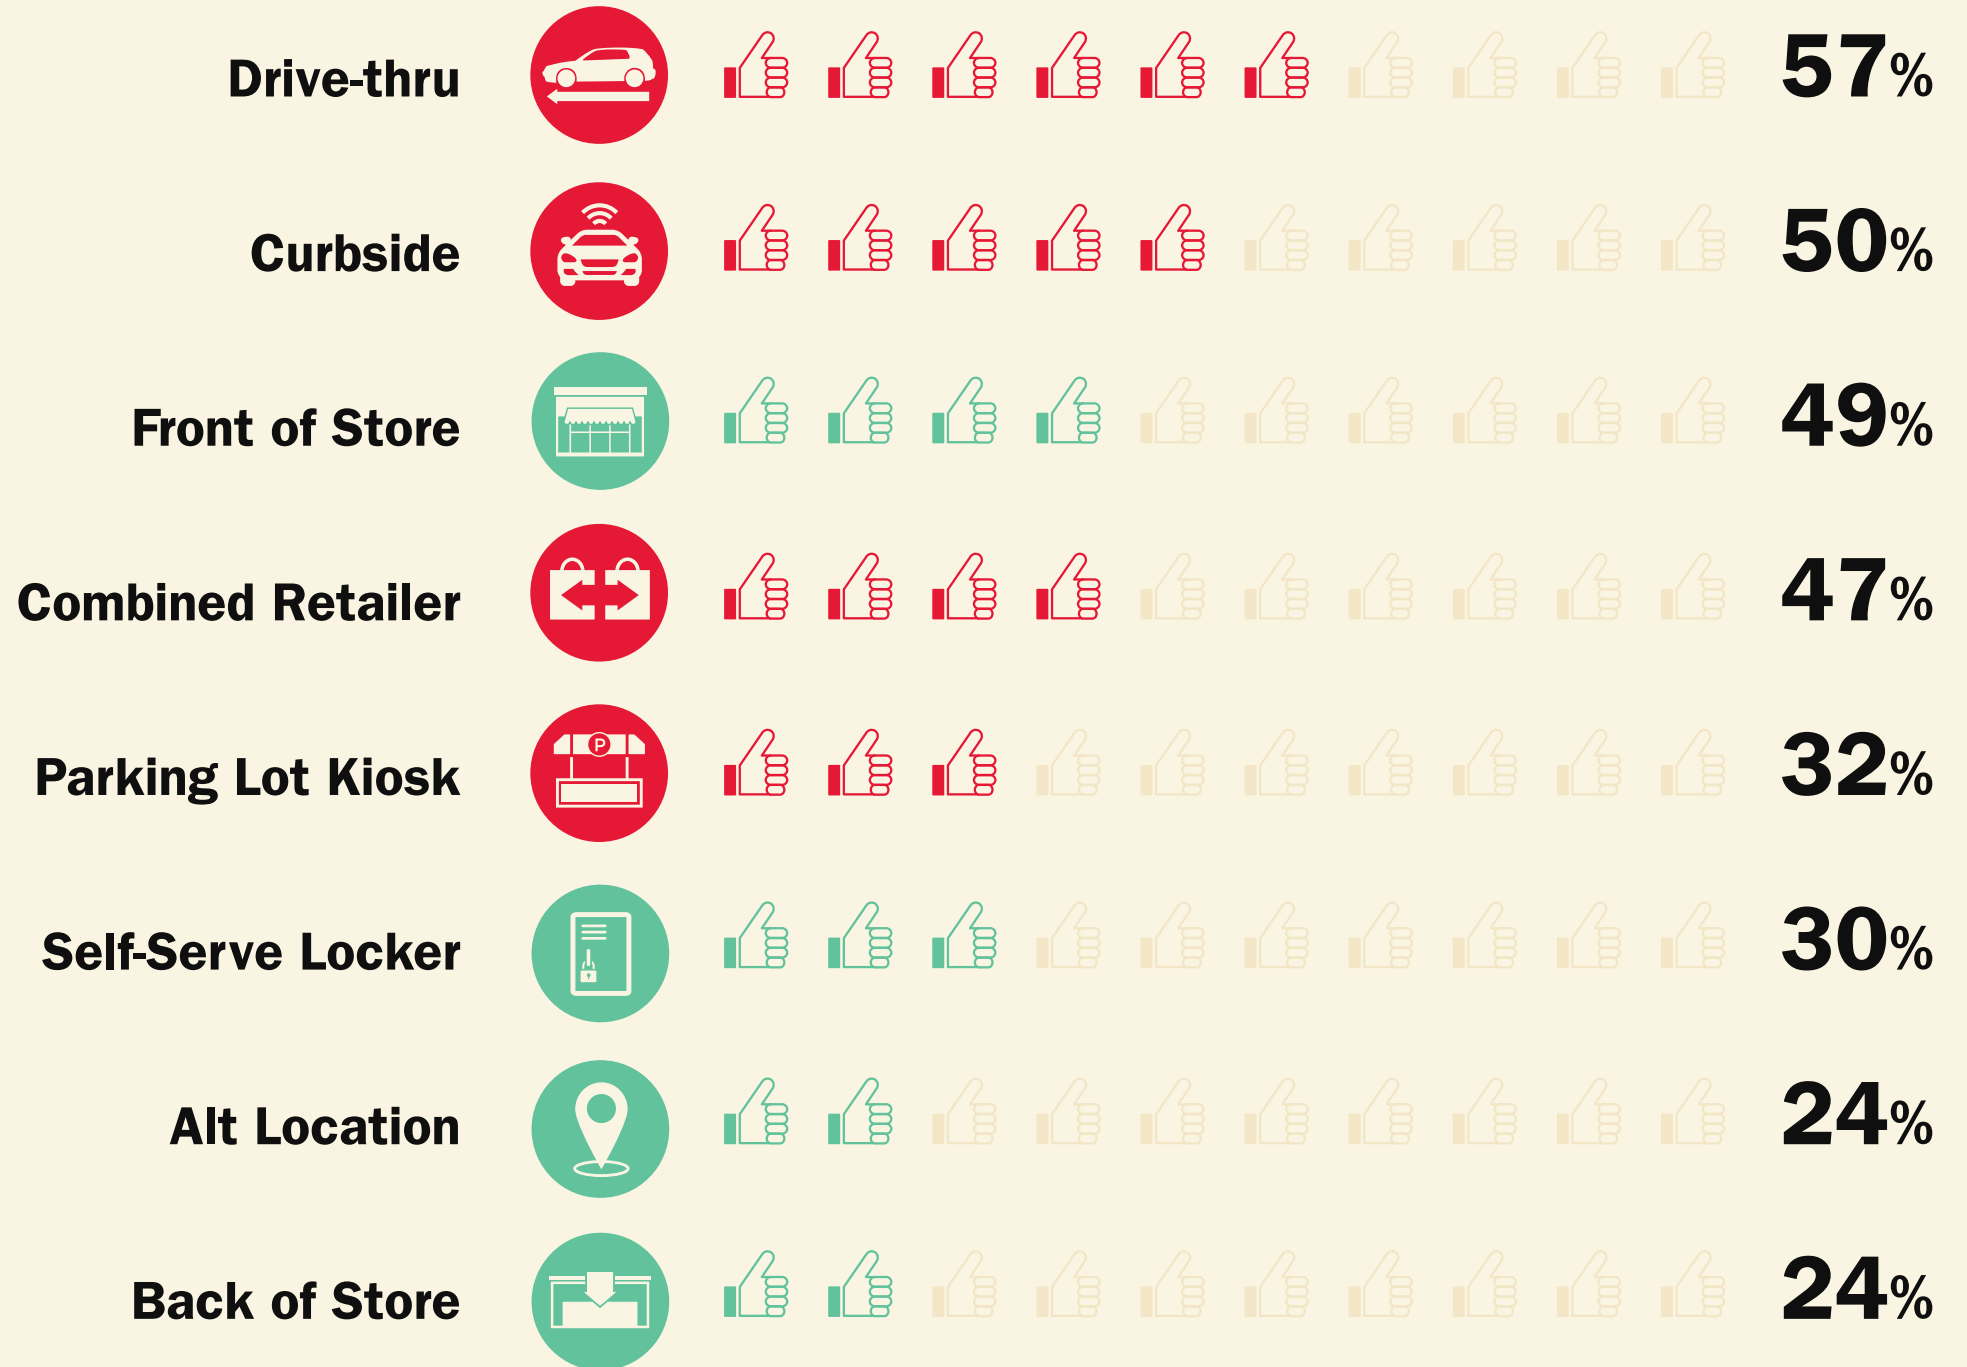 Drive-thru 57%
Curbside 50%
Front of Store 49%
Combined Retailer 47%
P
Parking Lot Kiosk 32%
Self-Serve Locker 30%
Alt Location 24%
Back of Store 24%